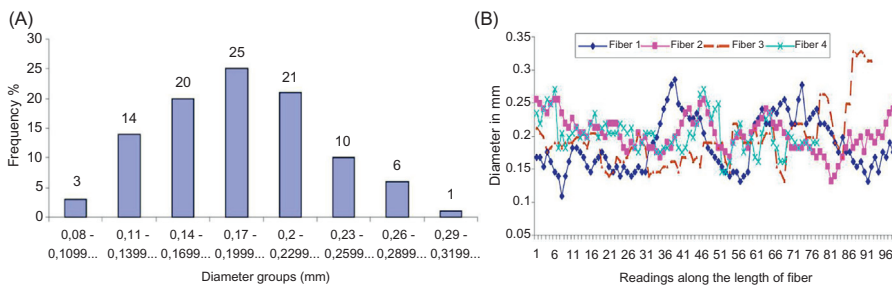 (A)
Frequency %
30
25
20
15
10
5
0
3
14
20
25
21
10
6
1
0,08 - 0,11 - 0,14 - 0,17 - 0,2 - 0,23 - 0,26 - 0,29 -
0,1099... 0,1399... 0,1699... 0,1999... 0,2299... 0,2599... 0,2899... 0,3199...
Diameter groups (mm)
(B)
Diameter in mm
0.35
0.3
0.25
0.2
0.15
0.1
0.05
Fiber 1 Fiber 2 Fiber 3 Fiber 4
1 6 11 16 21 26 31 36 41 46 51 56 61 66 71 76 81 86 91 96
Readings along the length of fiber